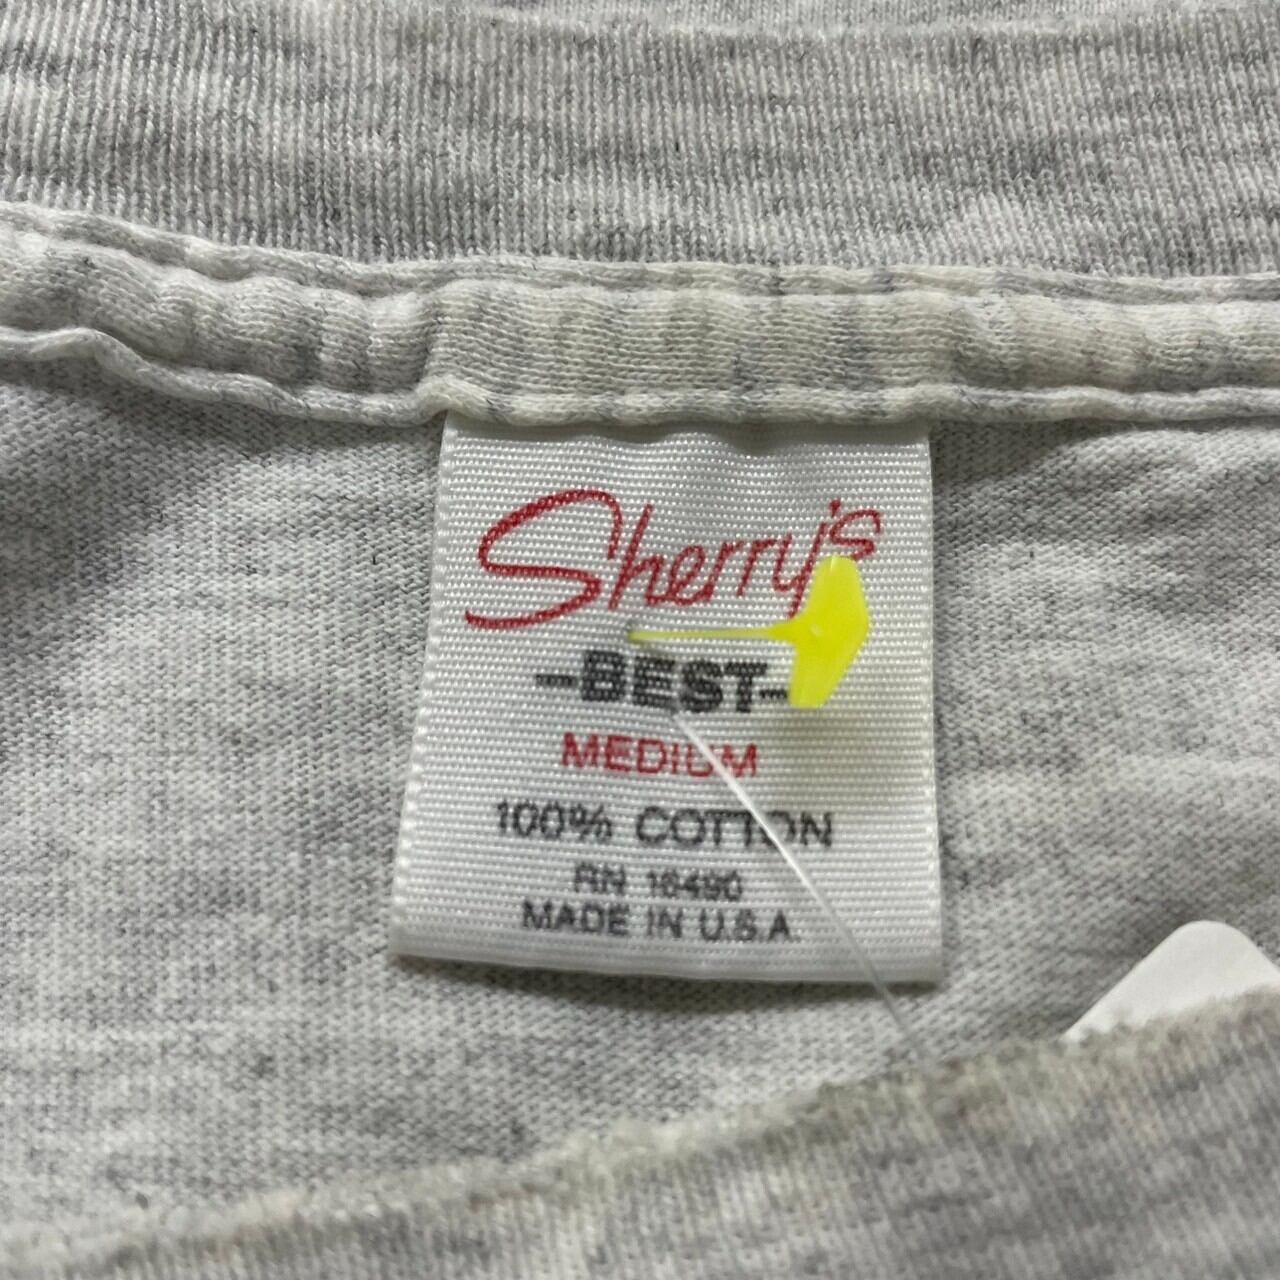 Sherry's
-BEST-
MEDIUM
100% COTTON
RN 16490
MADE IN U.S.A.